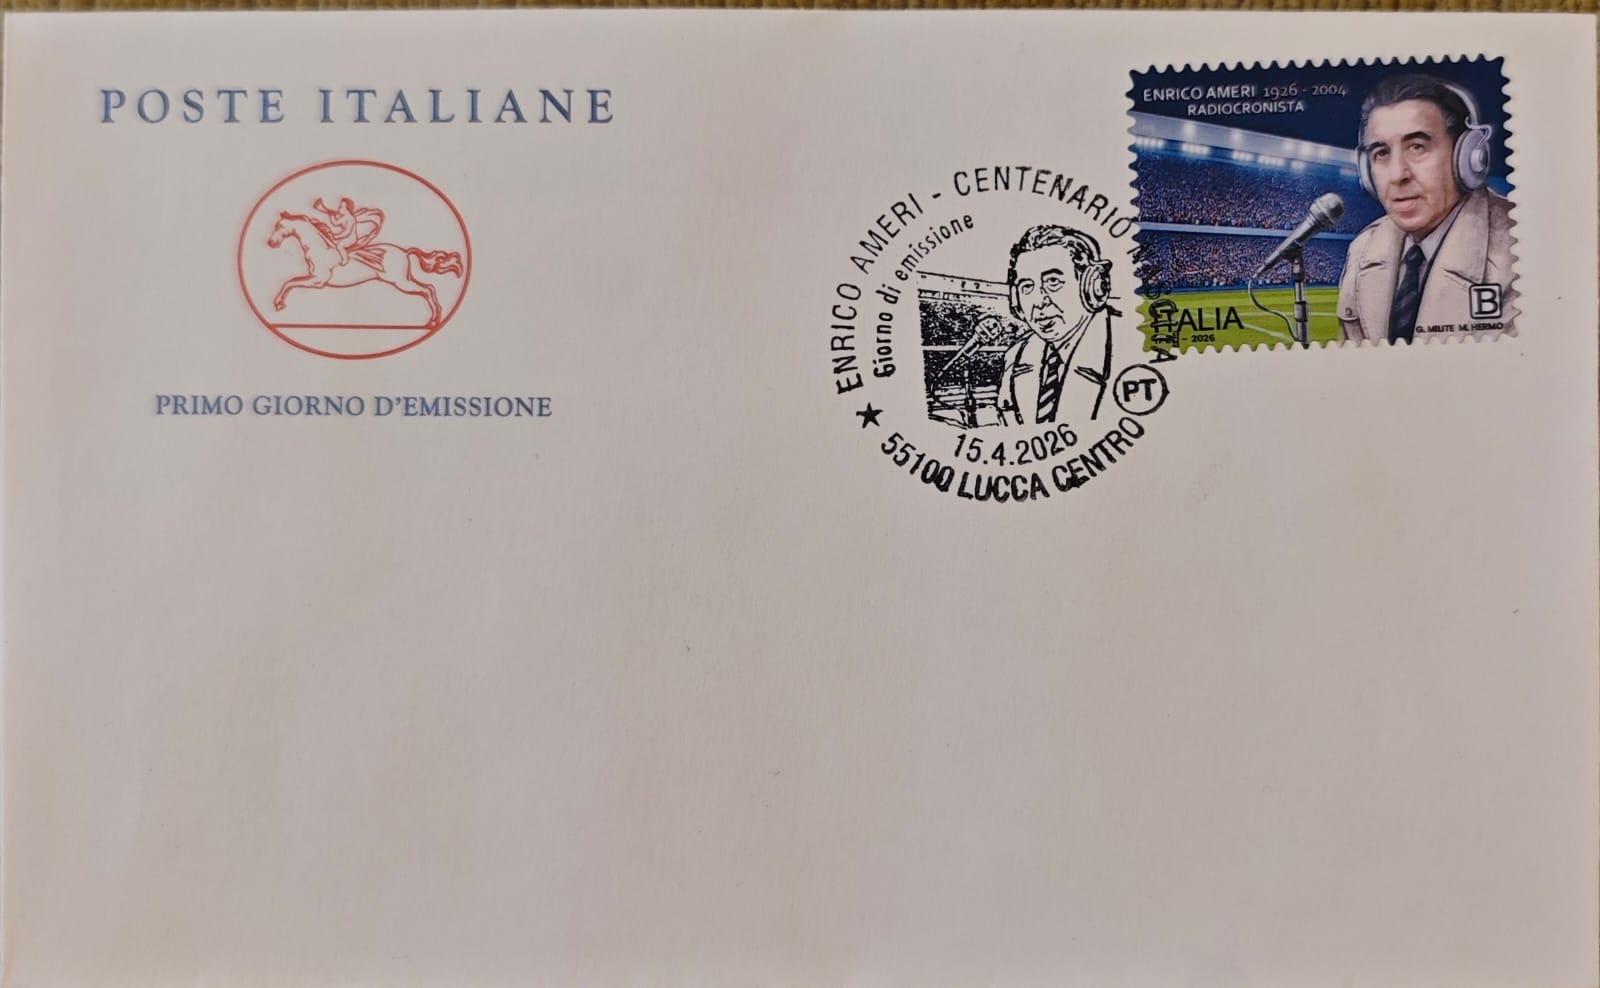 POSTE ITALIANE
PRIMO GIORNO D'EMISSIONE
ENRICO AMERI - CENTENARIO NASCITA
Giorno di emissione
15.4.2026
55100 LUCCA CENTRO
PT
ENRICO AMERI 1926 - 2004
RADIOCRONISTA
ITALIA
- 2026
B
G. MILITE M. HERMO